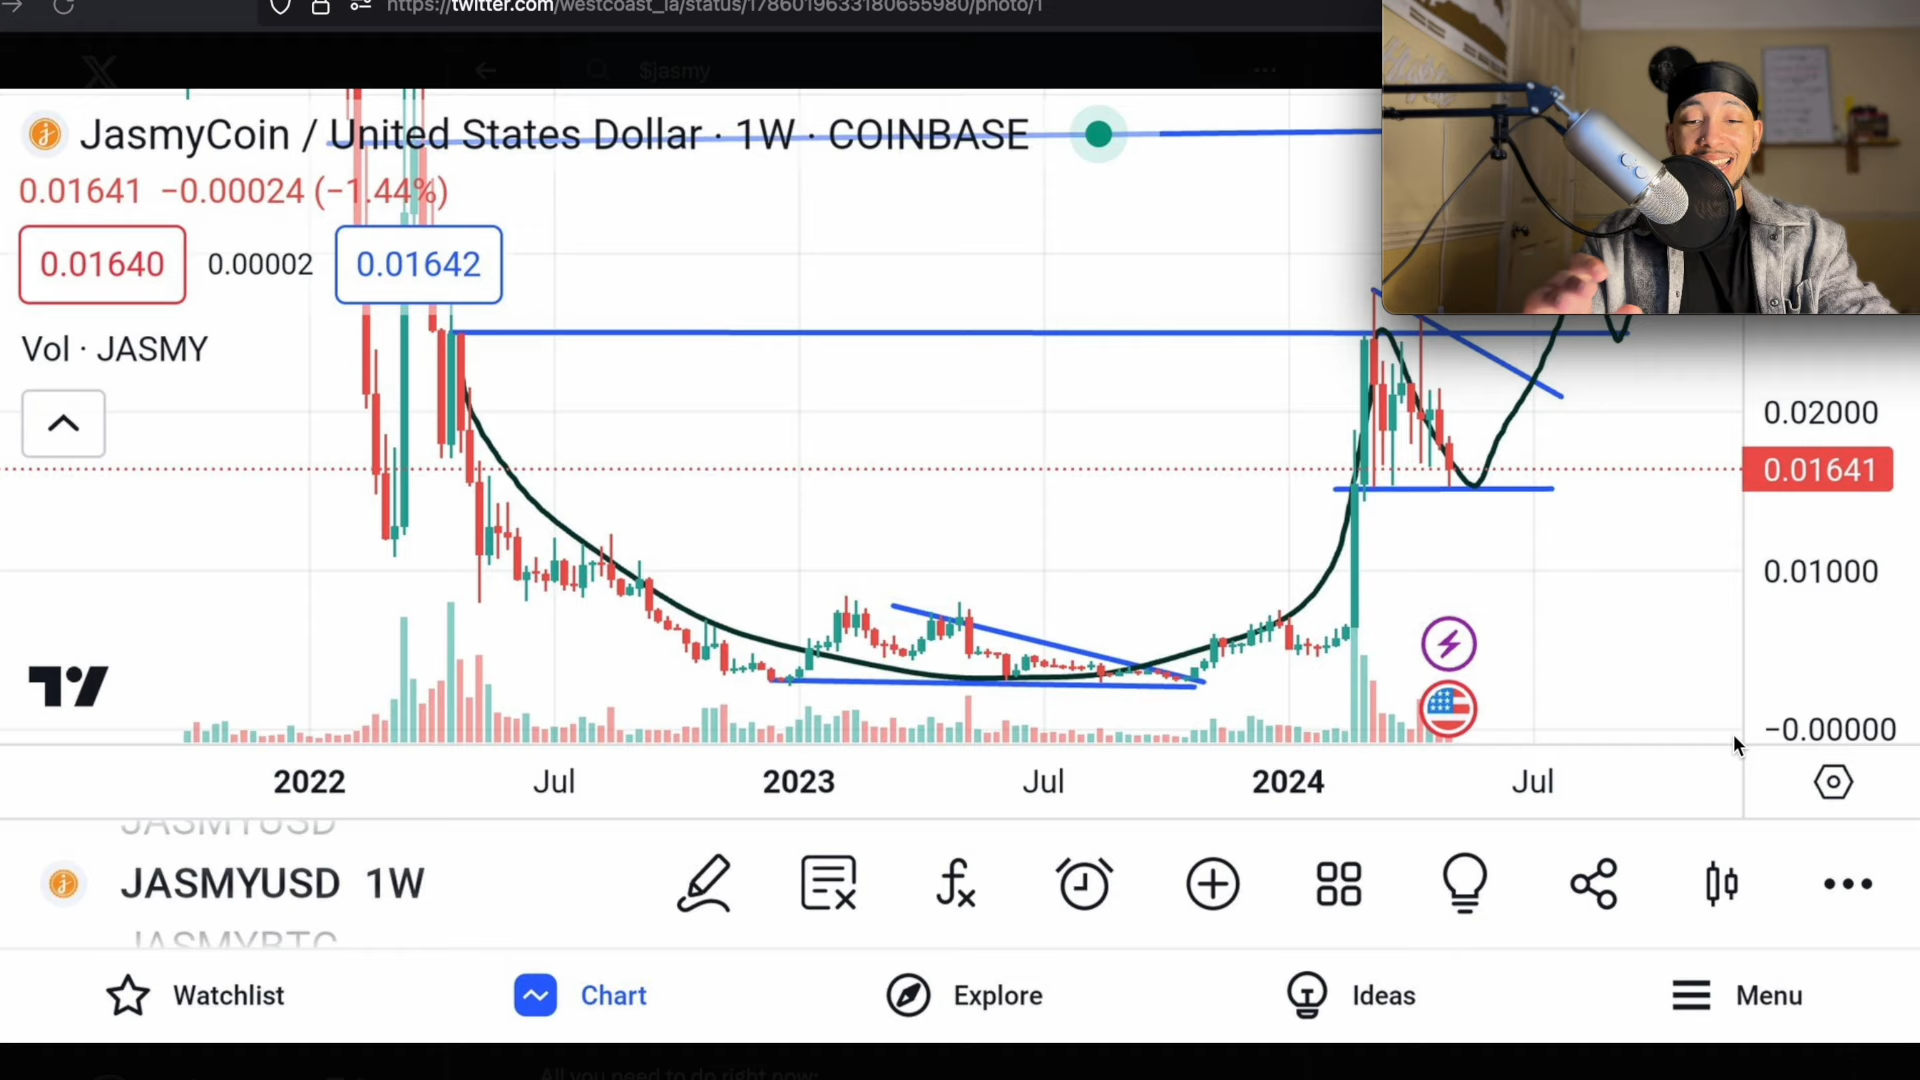 https://twitter.com/westcoast_la/status/1786019633180655980/photo/1
$jasmy
JasmyCoin / United States Dollar · 1W · COINBASE
0.01641 −0.00024 (−1.44%)
0.01640 0.00002 0.01642
Vol · JASMY
0.02000
0.01641
0.01000
−0.00000
2022 Jul 2023 Jul 2024 Jul
JASMYUSD
JASMYUSD 1W
JASMYBTC
Watchlist Chart Explore Ideas Menu
All you need to do right now: